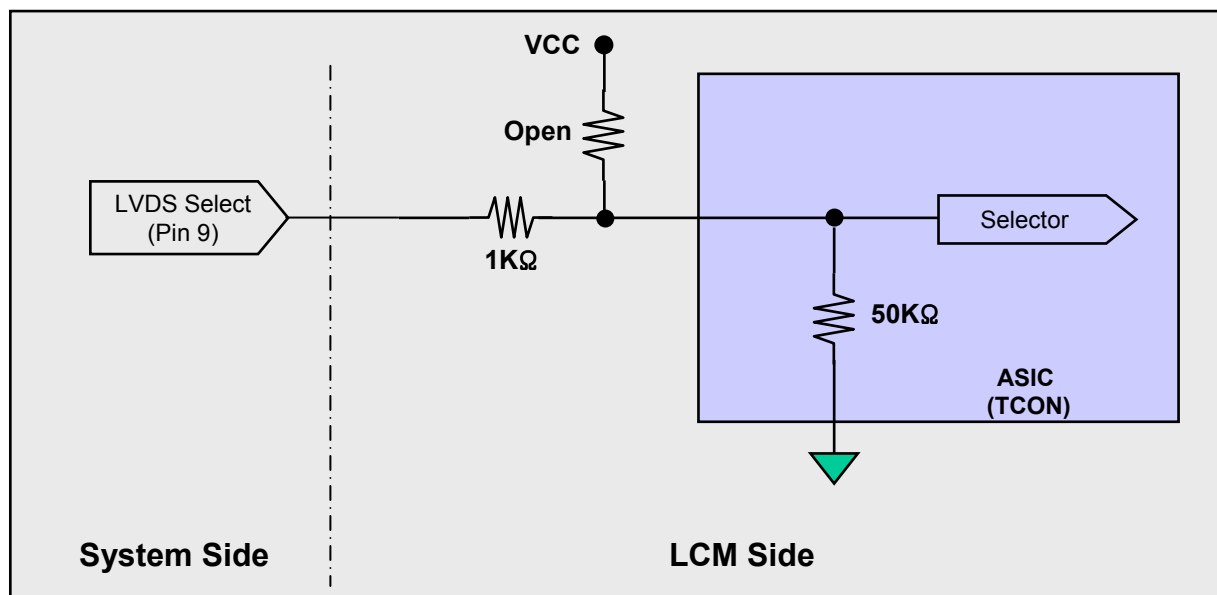 VCC
Open
LVDS Select
(Pin 9)
1KΩ
Selector
50KΩ
ASIC
(TCON)
System Side
LCM Side